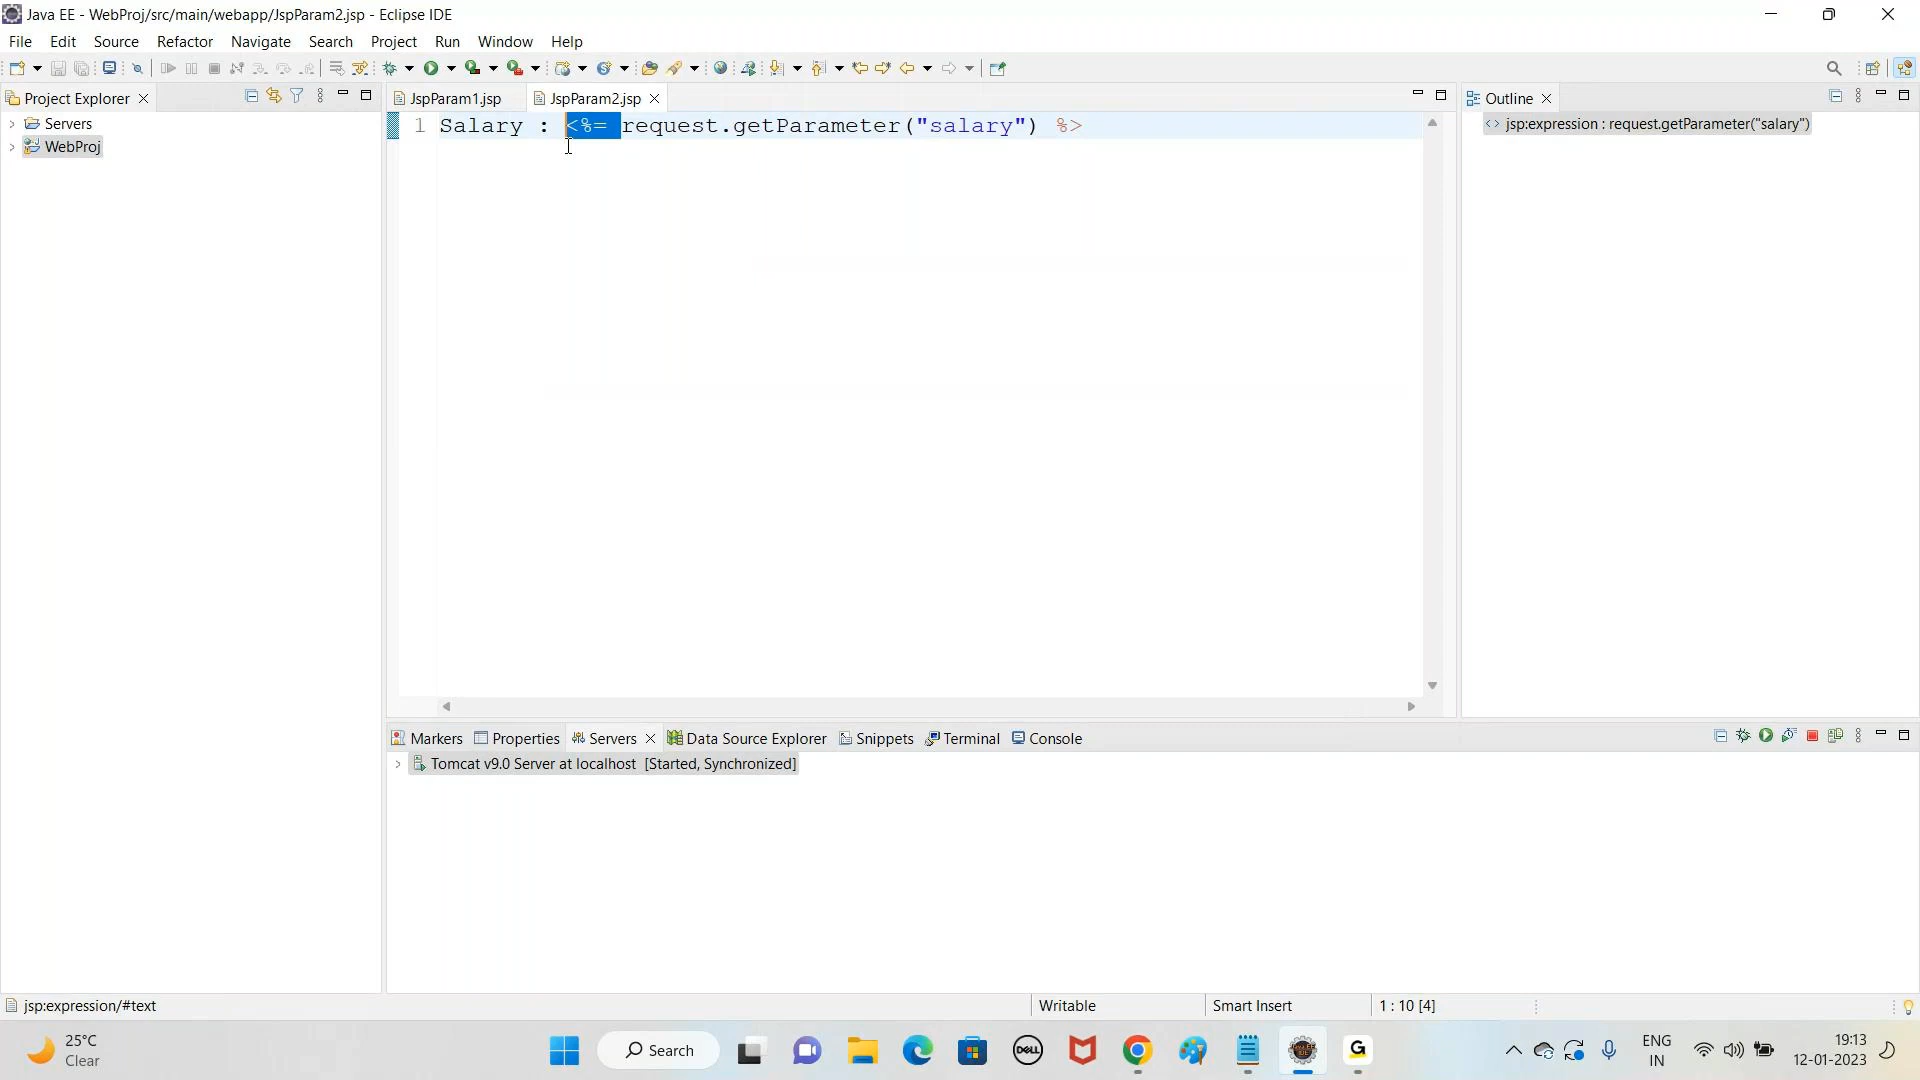 Java EE - WebProj/src/main/webapp/JspParam2.jsp - Eclipse IDE
File Edit Source Refactor Navigate Search Project Run Window Help
Project Explorer
JspParam1.jsp
JspParam2.jsp
Outline
Servers
WebProj
1 Salary : <%= request.getParameter("salary") %>
jsp:expression : request.getParameter("salary")
Markers Properties Servers Data Source Explorer Snippets Terminal Console
Tomcat v9.0 Server at localhost [Started, Synchronized]
jsp:expression/#text
Writable
Smart Insert
1 : 10 [4]
25°C
Clear
Search
DELL
G
ENG
IN
19:13
12-01-2023